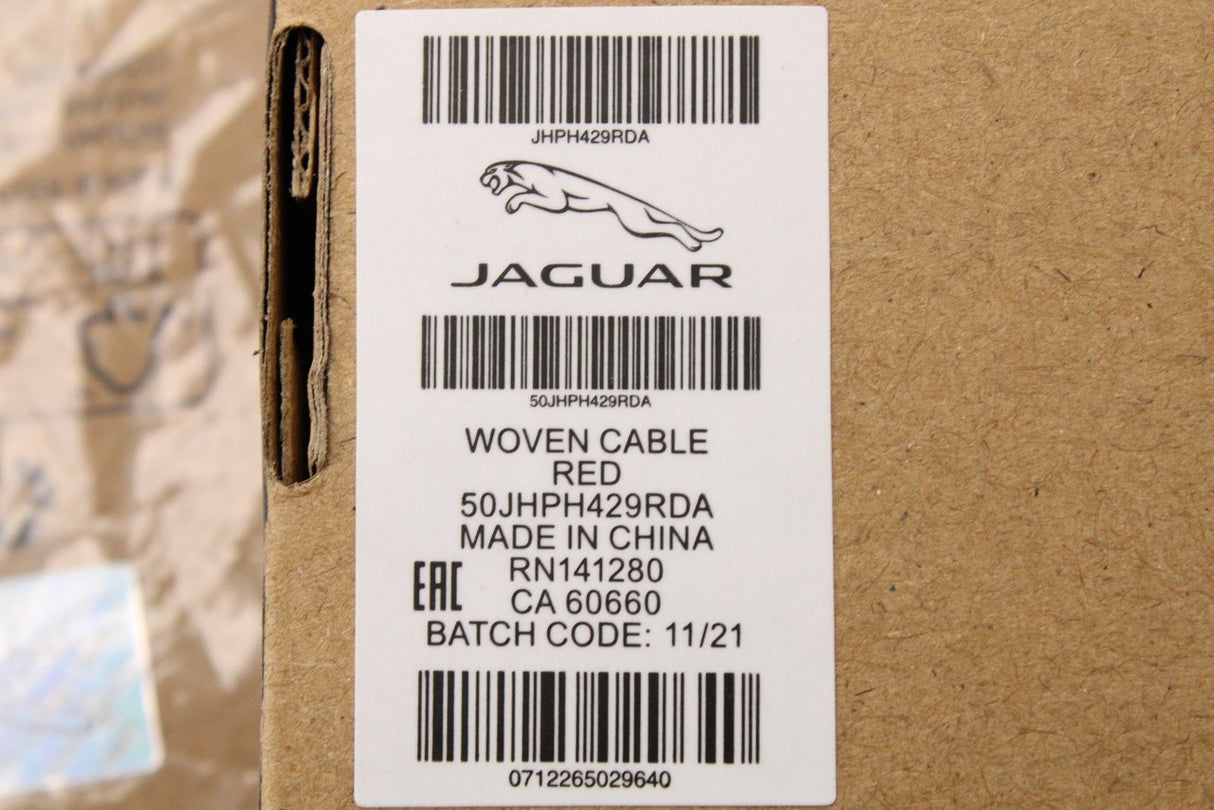 JHPH429RDA
JAGUAR
50JHPH429RDA
WOVEN CABLE
RED
50JHPH429RDA
MADE IN CHINA
RN141280
EAC CA 60660
BATCH CODE: 11/21
0712265029640